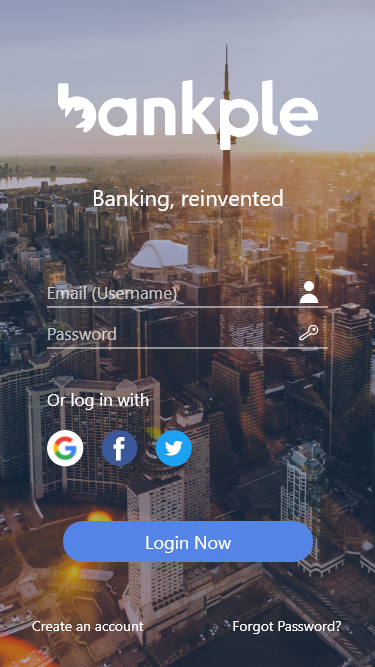 bankple
Banking, reinvented
Email (Username)
Password
Or log in with
G f
Login Now
Create an account Forgot Password?